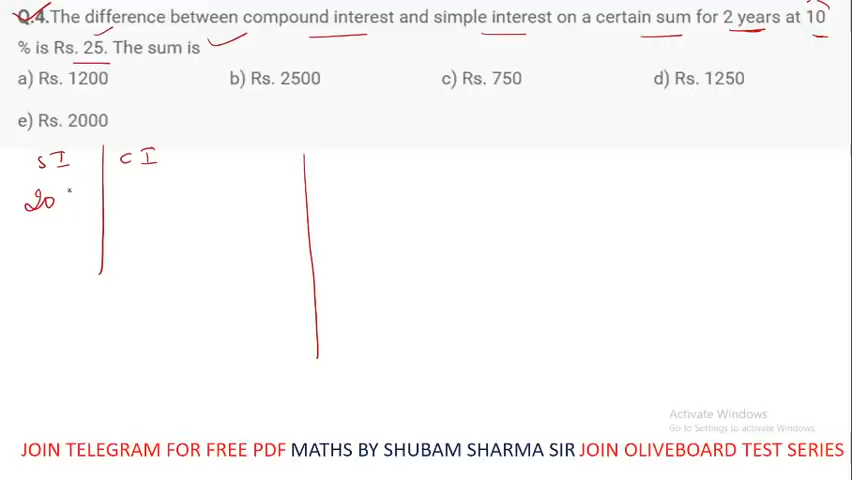 Q.4.The difference between compound interest and simple interest on a certain sum for 2 years at 10
% is Rs. 25. The sum is
a) Rs. 1200 b) Rs. 2500 c) Rs. 750 d) Rs. 1250
e) Rs. 2000
SI CI
20
Activate Windows
Go to Settings to activate Windows.
JOIN TELEGRAM FOR FREE PDF MATHS BY SHUBAM SHARMA SIR JOIN OLIVEBOARD TEST SERIES